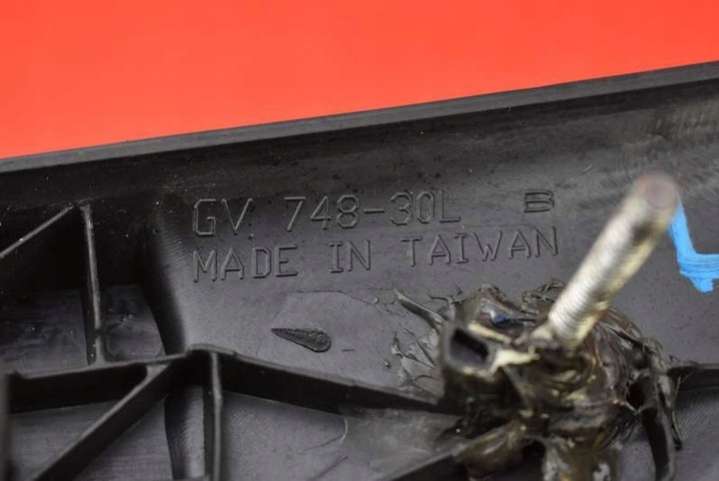 GV. 748-30L B
MADE IN TAIWAN